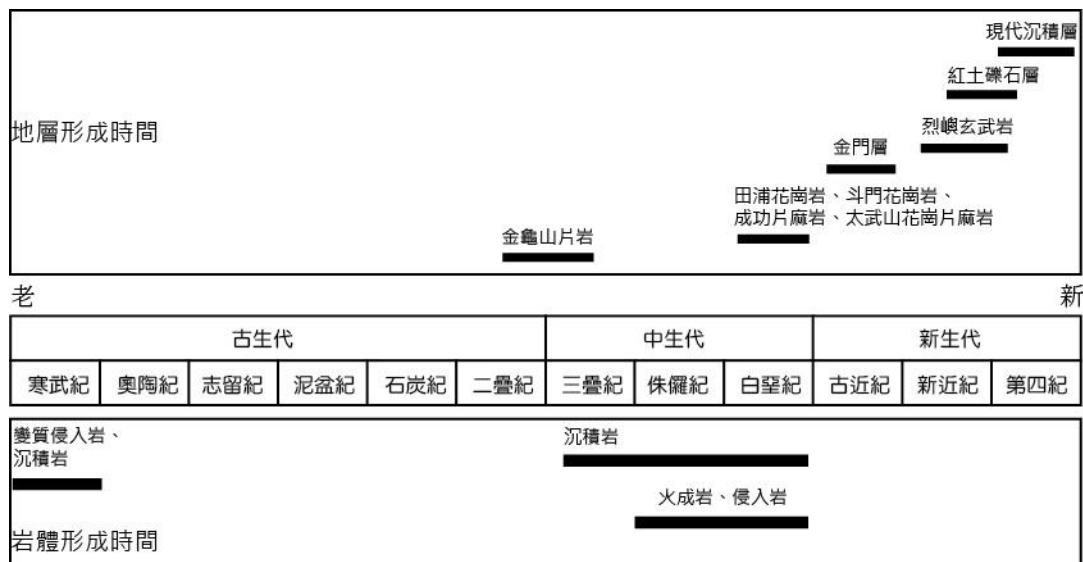 現代沉積層
紅土礫石層
地層形成時間
烈嶼玄武岩
金門層
田浦花崗岩、斗門花崗岩、
成功片麻岩、太武山花崗片麻岩
金龜山片岩
老 新
古生代 中生代 新生代
寒武紀 奧陶紀 志留紀 泥盆紀 石炭紀 二疊紀 三疊紀 侏儸紀 白堊紀 古近紀 新近紀 第四紀
變質侵入岩、
沉積岩
沉積岩
火成岩、侵入岩
岩體形成時間